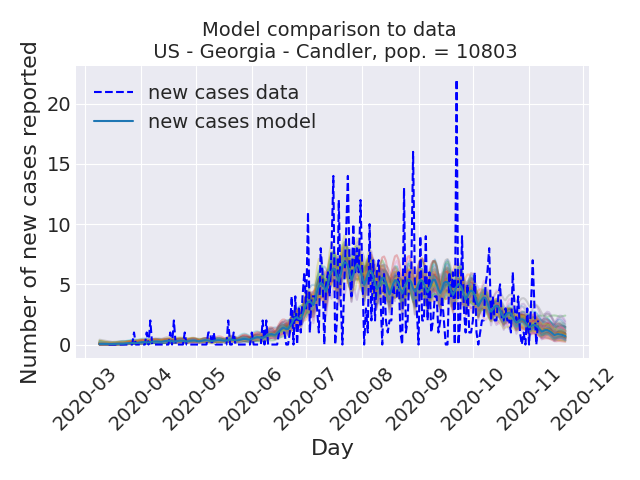 Model comparison to data
US - Georgia - Candler, pop. = 10803
Number of new cases reported
new cases data
new cases model
20
15
10
5
0
2020-03
2020-04
2020-05
2020-06
2020-07
2020-08
2020-09
2020-10
2020-11
2020-12
Day